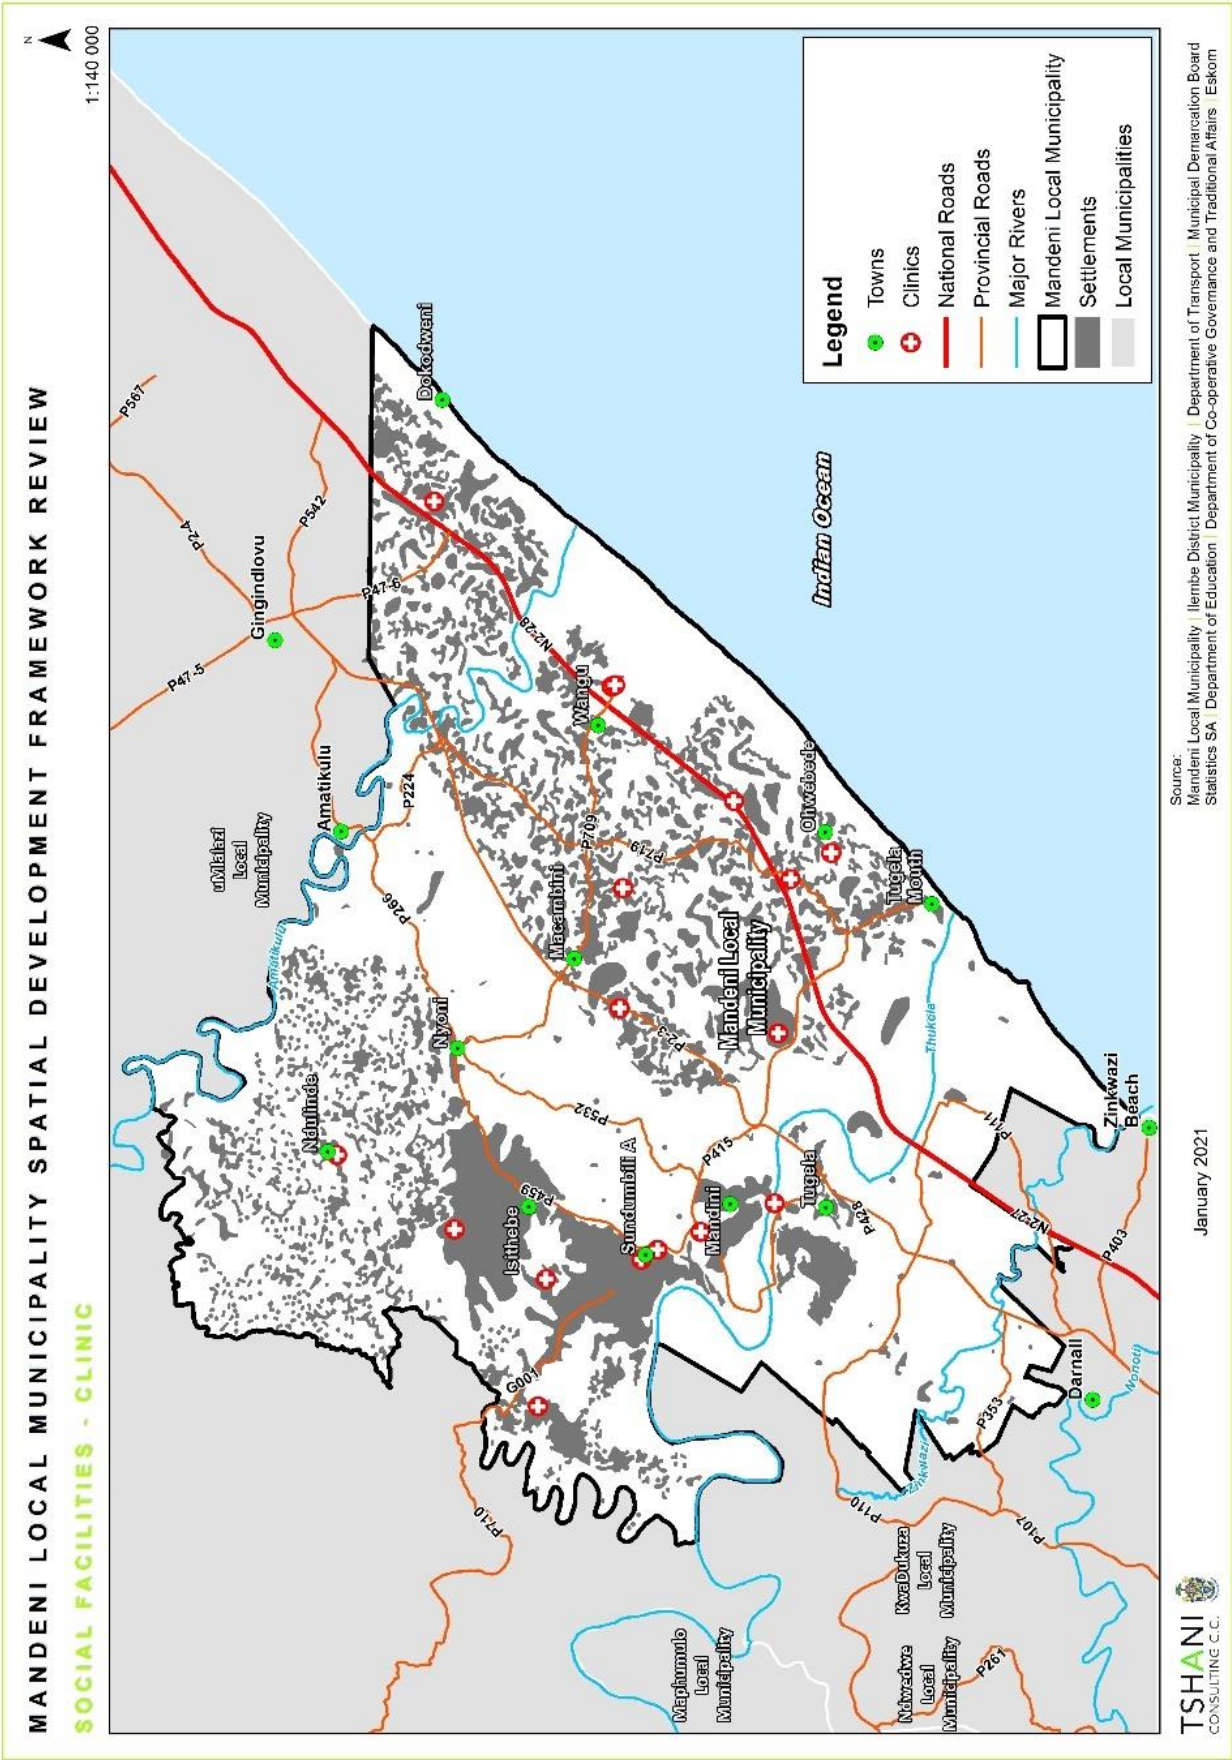 MANDENI LOCAL MUNICIPALITY SPATIAL DEVELOPMENT FRAMEWORK REVIEW
SOCIAL FACILITIES - CLINIC
N
1:140 000
P567
P2-4
P542
Gingindlovu
P47-6
P47-5
Dokodweni
uMlalazi
Local
Municipality
Amatikulu
P224
P266
Amatikulu
N2-28
Wangu
P709
P719
Macambini
Nyoni
Ndulinde
Mandeni Local
Municipality
P2-3
Ohwebede
Tugela
Mouth
Indian Ocean
Thukela
P532
P415
P459
Isithebe
Sundumbili A
Mandini
Tugela
P428
P111
Zinkwazi
Beach
N2-27
P403
G001
P710
Darnall
Nonoti
P353
Zinkwazi
P110
P107
Maphumulo
Local
Municipality
KwaDukuza
Local
Municipality
Ndwedwe
Local
Municipality
P261
Legend
Towns
Clinics
National Roads
Provincial Roads
Major Rivers
Mandeni Local Municipality
Settlements
Local Municipalities
TSHANI
CONSULTING C.C.
January 2021
Source:
Mandeni Local Municipality | Ilembe District Municipality | Department of Transport | Municipal Demarcation Board
Statistics SA | Department of Education | Department of Co-operative Governance and Traditional Affairs | Eskom